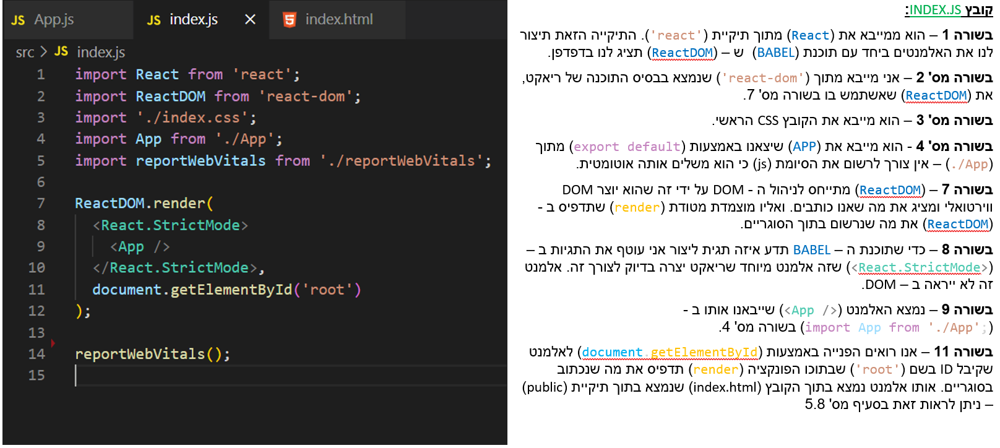 JS App.js JS index.js × 5 index.html
src > JS index.js
1 import React from 'react';
2 import ReactDOM from 'react-dom';
3 import './index.css';
4 import App from './App';
5 import reportWebVitals from './reportWebVitals';
6
7 ReactDOM.render(
8 <React.StrictMode>
9 <App />
10 </React.StrictMode>,
11 document.getElementById('root')
12 );
13
14 reportWebVitals();
15
קובץ INDEX.JS:
בשורה 1 – הוא ממייבא את (React) מתוך תיקיית ('react'). התיקייה הזאת תיצור
לנו את האלמנטים ביחד עם תוכנת (BABEL) ש – (ReactDOM) תציג לנו בדפדפן.
בשורה מס' 2 – אני מייבא מתוך ('react-dom') שנמצא בבסיס התוכנה של ריאקט,
את (ReactDOM) שאשתמש בו בשורה מס' 7.
בשורה מס' 3 – הוא מייבא את הקובץ CSS הראשי.
בשורה מס' 4 - הוא מייבא את (APP) שיצאנו באמצעות (export default) מתוך
(./App) – אין צורך לרשום את הסיומת (js) כי הוא משלים אותה אוטומטית.
בשורה 7 – (ReactDOM) מתייחס לניהול ה - DOM על ידי זה שהוא יוצר DOM
ווירטואלי ומציג את מה שאנו כותבים. ואליו מוצמדת מטודת (render) שתדפיס ב -
(ReactDOM) את מה שנרשום בתוך הסוגריים.
בשורה 8 – כדי שתוכנת ה – BABEL תדע איזה תגית ליצור אני עוטף את התגיות ב –
(<React.StrictMode>) שזה אלמנט מיוחד שריאקט יצרה בדיוק לצורך זה. אלמנט
זה לא ייראה ב – DOM.
בשורה 9 – נמצא האלמנט (<App />) שייבאנו אותו ב -
(import App from './App';) בשורה מס' 4.
בשורה 11 – אנו רואים הפנייה באמצעות (document.getElementById) לאלמנט
שקיבל ID בשם ('root') שבתוכו הפונקציה (render) תדפיס את מה שנכתוב
בסוגריים. אותו אלמנט נמצא בתוך הקובץ (index.html) שנמצא בתוך תיקיית (public)
– ניתן לראות זאת בסעיף מס' 5.8